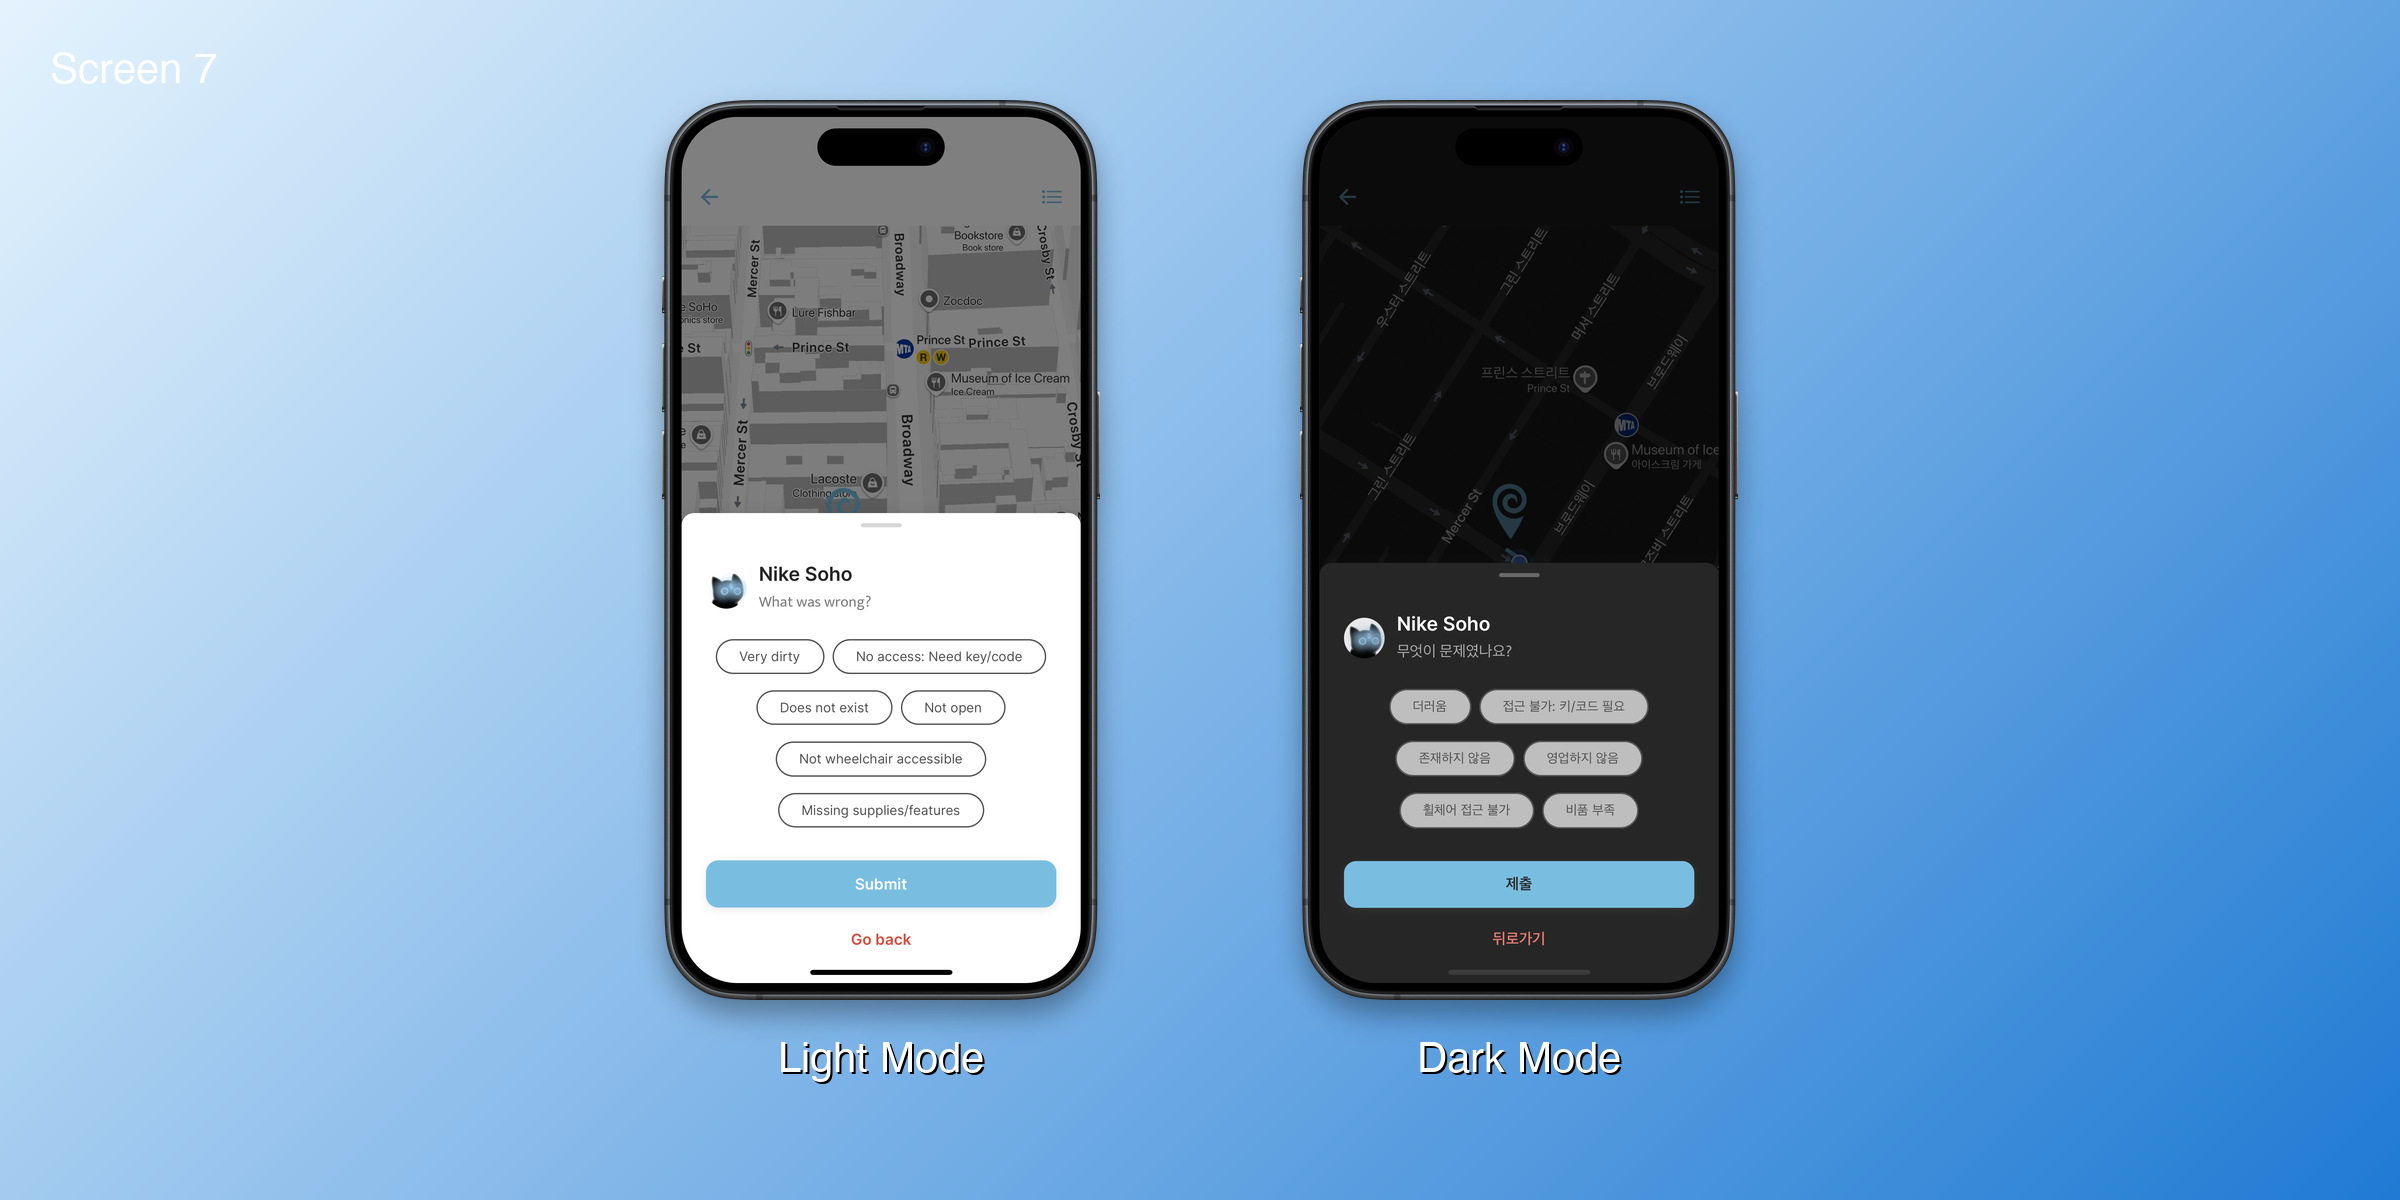 Screen 7
Bookstore
Book store
Crosby St
Mercer St
Broadway
Zocdoc
e SoHo
onics store
Lure Fishbar
e St
Prince St
MTA
Prince St
R W
Prince St
Museum of Ice Cream
Ice Cream
Mercer St
Broadway
Crosby St
Lacoste
Clothing store
Nike Soho
What was wrong?
Very dirty
No access: Need key/code
Does not exist
Not open
Not wheelchair accessible
Missing supplies/features
Submit
Go back
Light Mode
우스터 스트리트
그린 스트리트
머서 스트리트
브로드웨이
프린스 스트리트
Prince St
MTA
Museum of Ice
아이스크림 가게
그린 스트리트
Mercer St
브로드웨이
즈비 스트리트
Nike Soho
무엇이 문제였나요?
더러움
접근 불가: 키/코드 필요
존재하지 않음
영업하지 않음
휠체어 접근 불가
비품 부족
제출
뒤로가기
Dark Mode